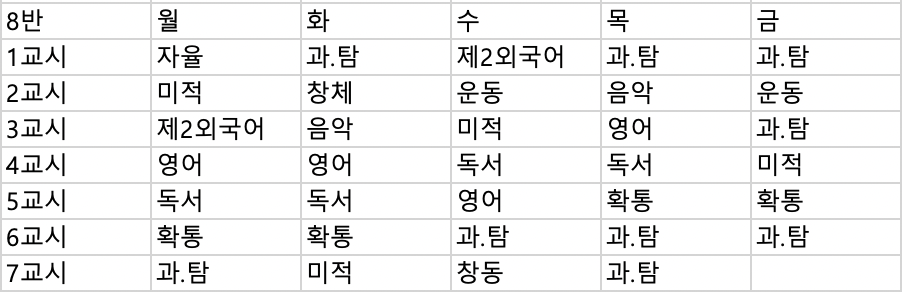 8반 월 화 수 목 금
1교시 자율 과.탐 제2외국어 과.탐 과.탐
2교시 미적 창체 운동 음악 운동
3교시 제2외국어 음악 미적 영어 과.탐
4교시 영어 영어 독서 독서 미적
5교시 독서 독서 영어 확통 확통
6교시 확통 확통 과.탐 과.탐 과.탐
7교시 과.탐 미적 창동 과.탐